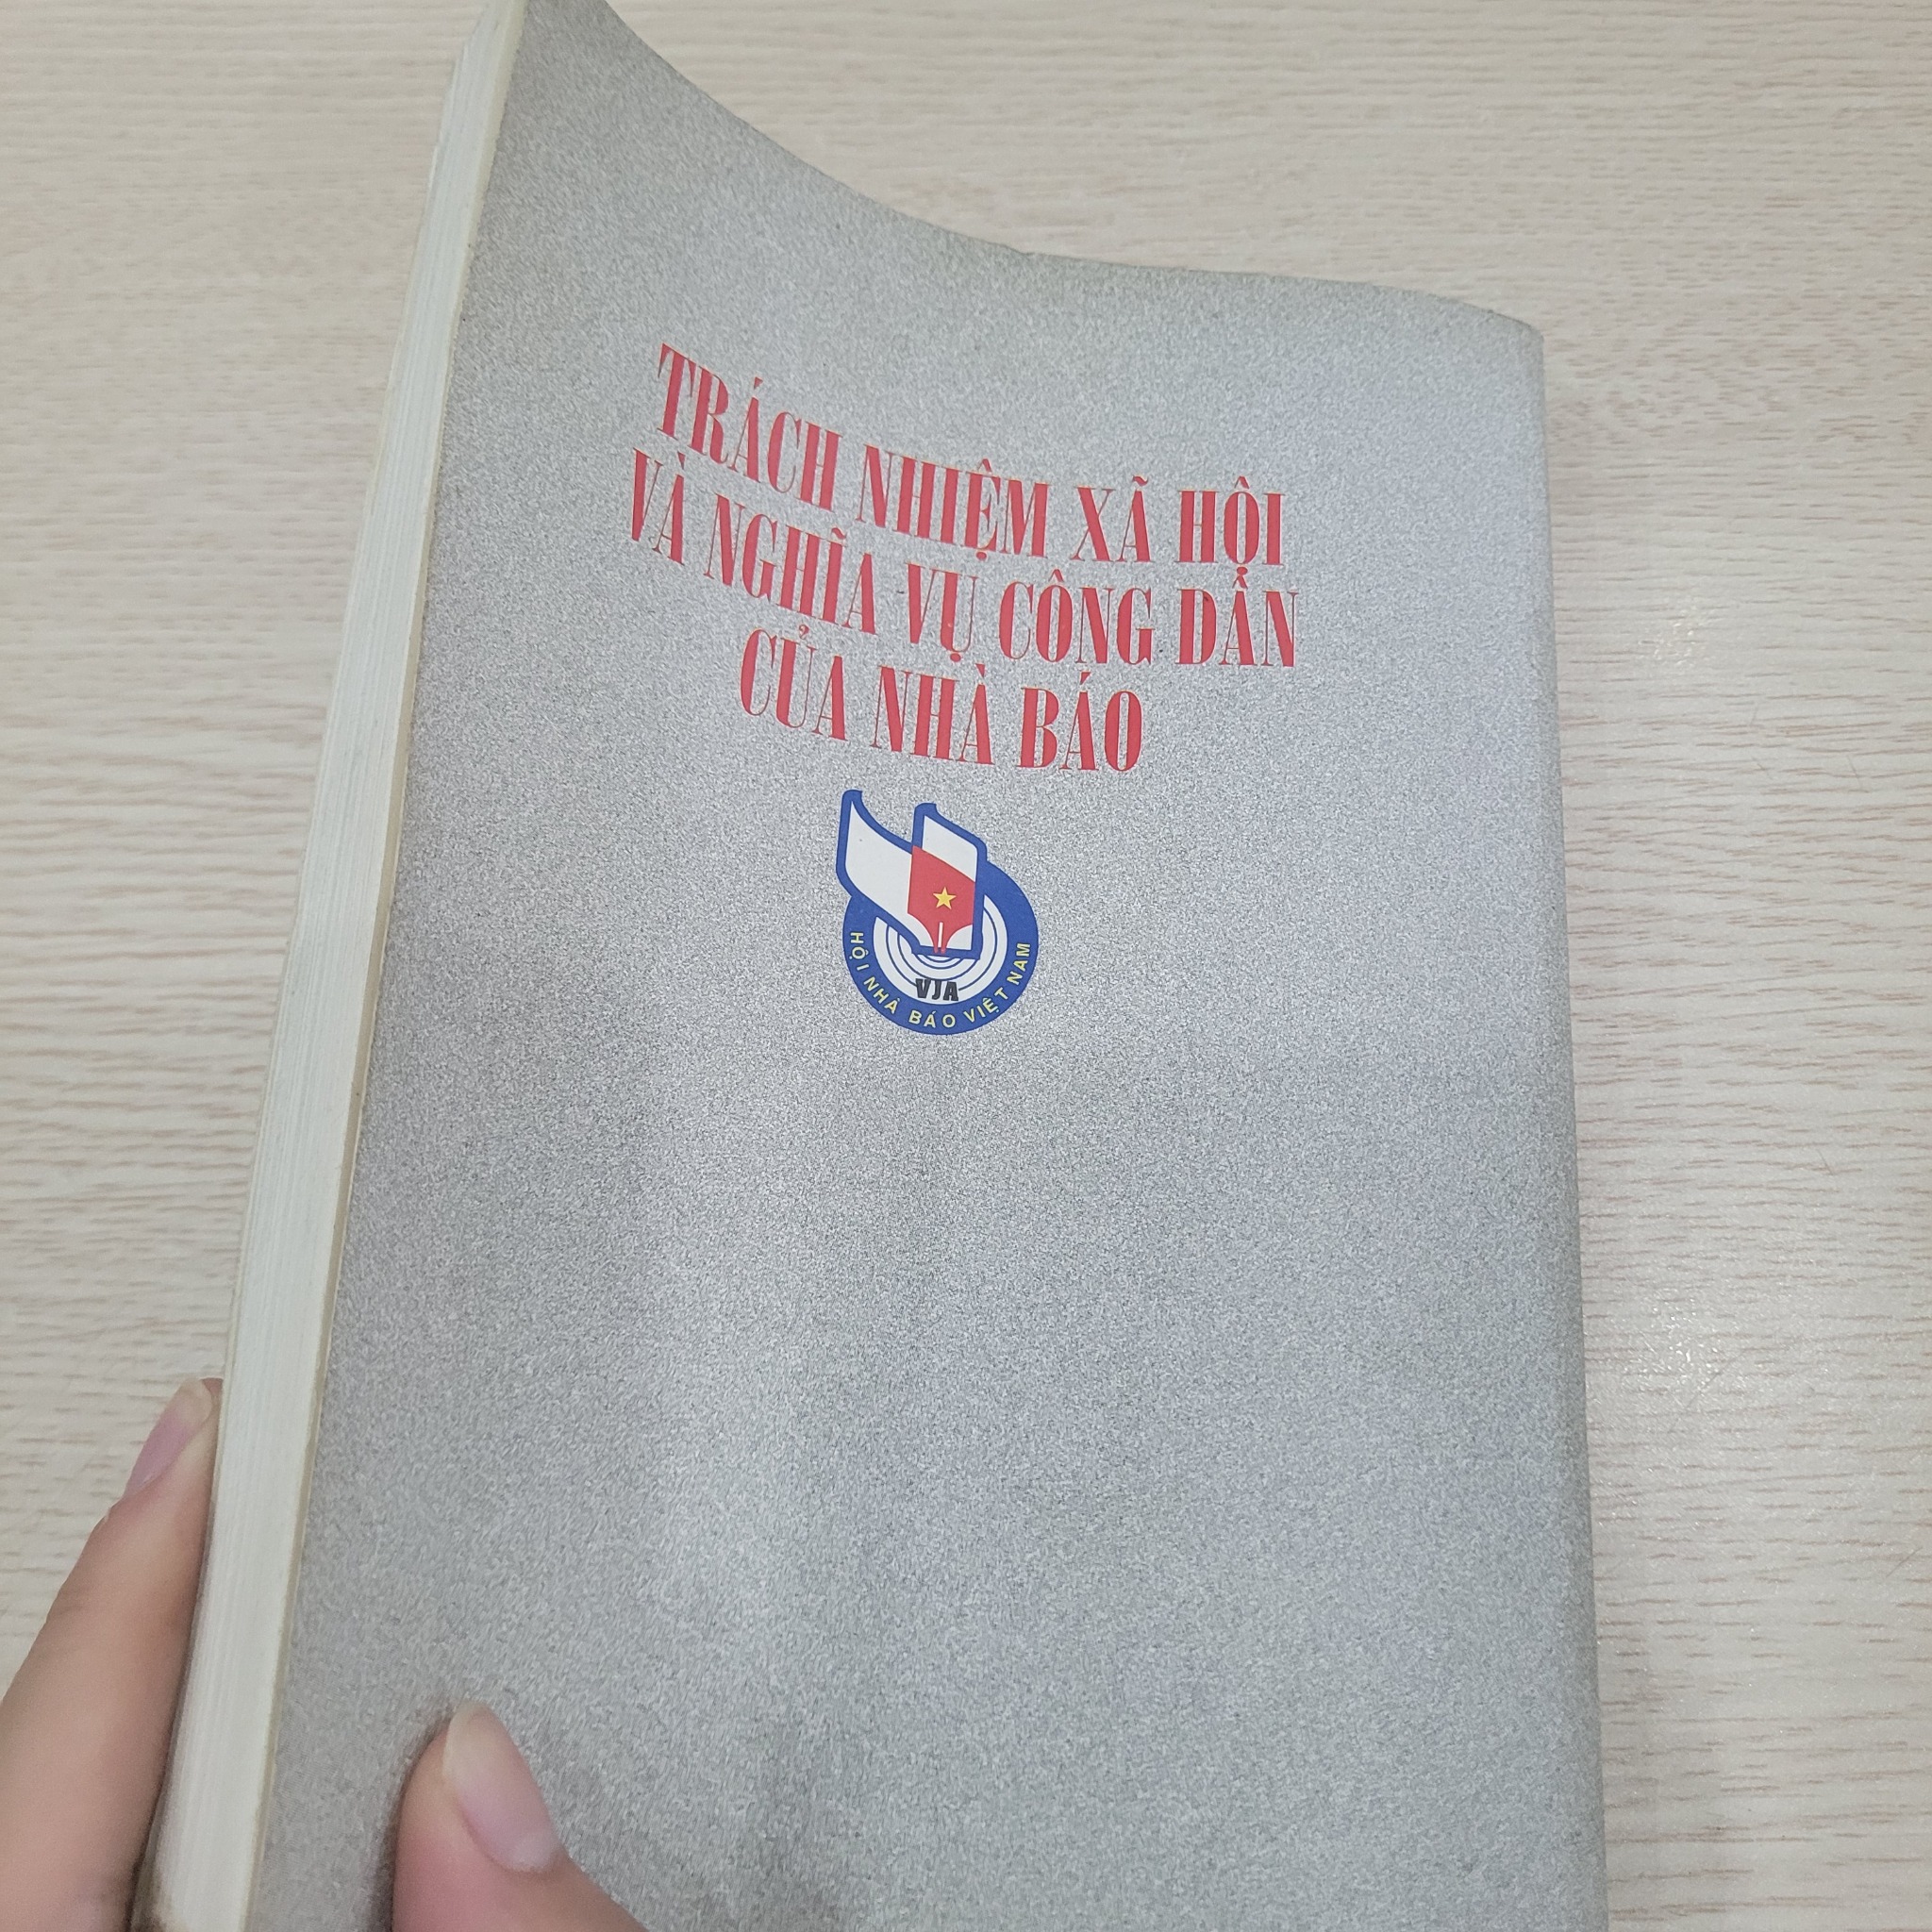 TRÁCH NHIỆM XÃ HỘI
VÀ NGHĨA VỤ CÔNG DÂN
CỦA NHÀ BÁO
VJA
HỘI NHÀ BÁO VIỆT NAM